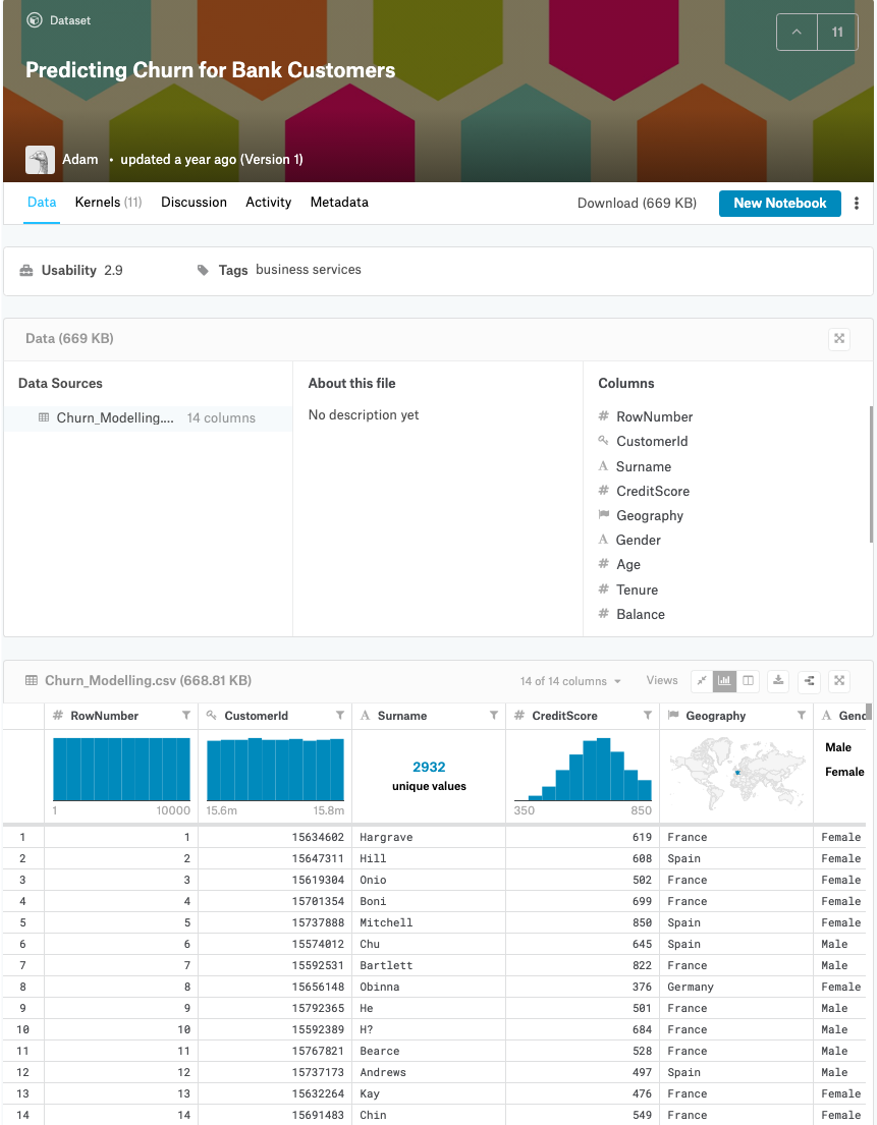 Dataset
11
Predicting Churn for Bank Customers
Adam • updated a year ago (Version 1)
Data Kernels (11) Discussion Activity Metadata Download (669 KB) New Notebook
Usability 2.9 Tags business services
Data (669 KB)
Data Sources About this file Columns
Churn_Modelling.... 14 columns No description yet # RowNumber
CustomerId
A Surname
# CreditScore
Geography
A Gender
# Age
# Tenure
# Balance
Churn_Modelling.csv (668.81 KB) 14 of 14 columns Views
# RowNumber CustomerId A Surname # CreditScore Geography A Gend
Male
2932 Female
unique values
1 10000 15.6m 15.8m 350 850
1 1 15634602 Hargrave 619 France Female
2 2 15647311 Hill 608 Spain Female
3 3 15619304 Onio 502 France Female
4 4 15701354 Boni 699 France Female
5 5 15737888 Mitchell 850 Spain Female
6 6 15574012 Chu 645 Spain Male
7 7 15592531 Bartlett 822 France Male
8 8 15656148 Obinna 376 Germany Female
9 9 15792365 He 501 France Male
10 10 15592389 H? 684 France Male
11 11 15767821 Bearce 528 France Male
12 12 15737173 Andrews 497 Spain Male
13 13 15632264 Kay 476 France Female
14 14 15691483 Chin 549 France Female